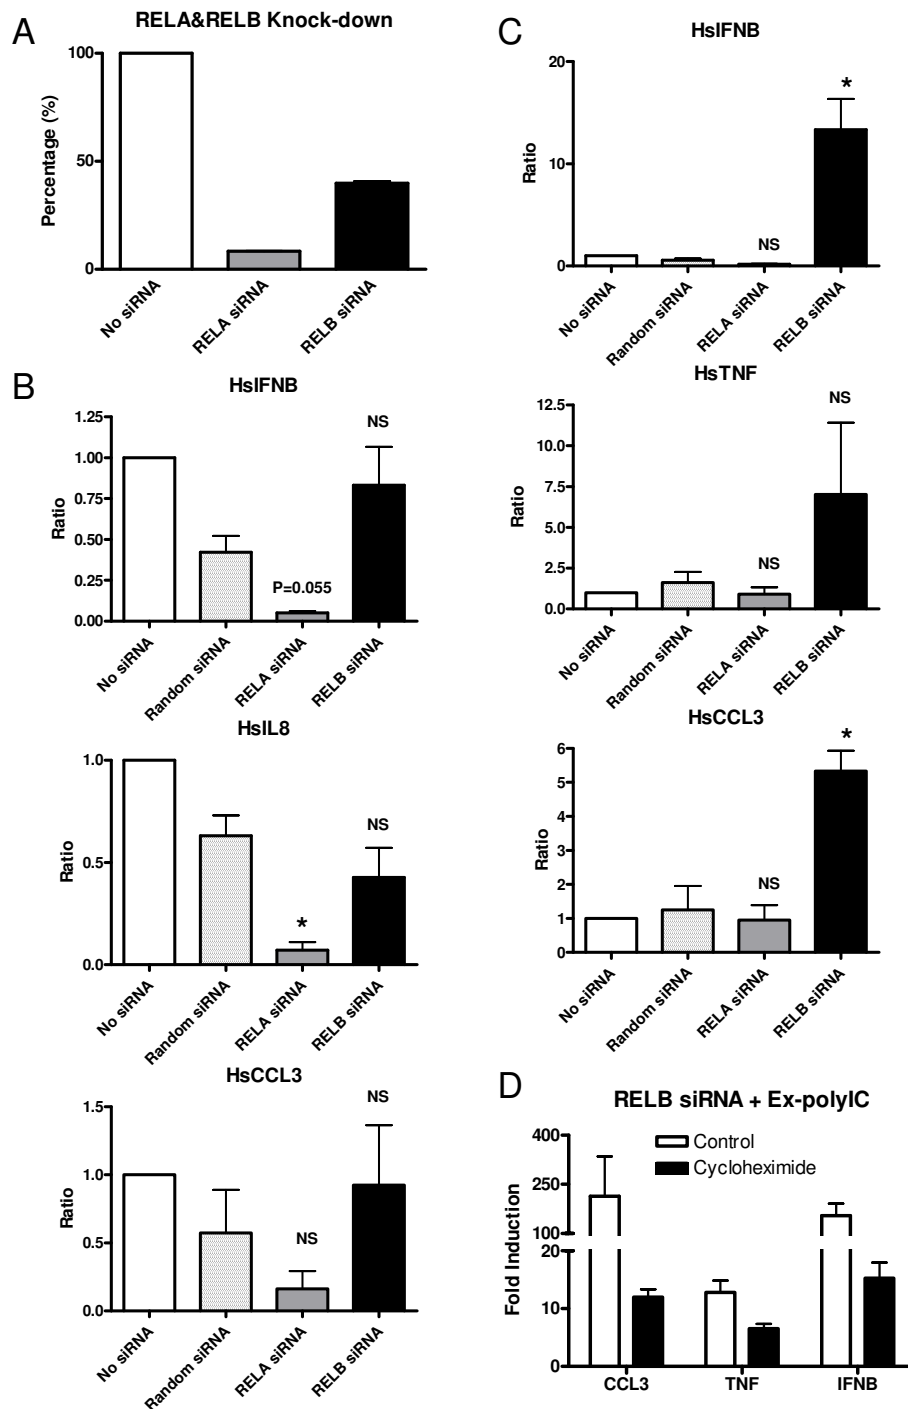 A
RELA&RELB Knock-down
Percentage (%)
100
50
0
No siRNA
RELA siRNA
RELB siRNA
B
HsIFNB
Ratio
1.25
1.00
0.75
0.50
0.25
0.00
P=0.055
NS
No siRNA
Random siRNA
RELA siRNA
RELB siRNA
HsIL8
Ratio
1.0
0.5
0.0
*
NS
No siRNA
Random siRNA
RELA siRNA
RELB siRNA
HsCCL3
Ratio
1.5
1.0
0.5
0.0
NS
NS
No siRNA
Random siRNA
RELA siRNA
RELB siRNA
C
HsIFNB
Ratio
20
10
0
NS
*
No siRNA
Random siRNA
RELA siRNA
RELB siRNA
HsTNF
Ratio
12.5
10.0
7.5
5.0
2.5
0.0
NS
NS
No siRNA
Random siRNA
RELA siRNA
RELB siRNA
HsCCL3
Ratio
6
5
4
3
2
1
0
NS
*
No siRNA
Random siRNA
RELA siRNA
RELB siRNA
D
RELB siRNA + Ex-polyIC
Control
Cycloheximide
Fold Induction
400
250
100
20
10
0
CCL3
TNF
IFNB